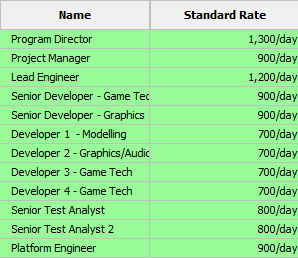 Name Standard Rate
Program Director 1,300/day
Project Manager 900/day
Lead Engineer 1,200/day
Senior Developer - Game Tec 900/day
Senior Developer - Graphics 900/day
Developer 1 - Modelling 700/day
Developer 2 - Graphics/Audio 700/day
Developer 3 - Game Tech 700/day
Developer 4 - Game Tech 700/day
Senior Test Analyst 800/day
Senior Test Analyst 2 800/day
Platform Engineer 900/day